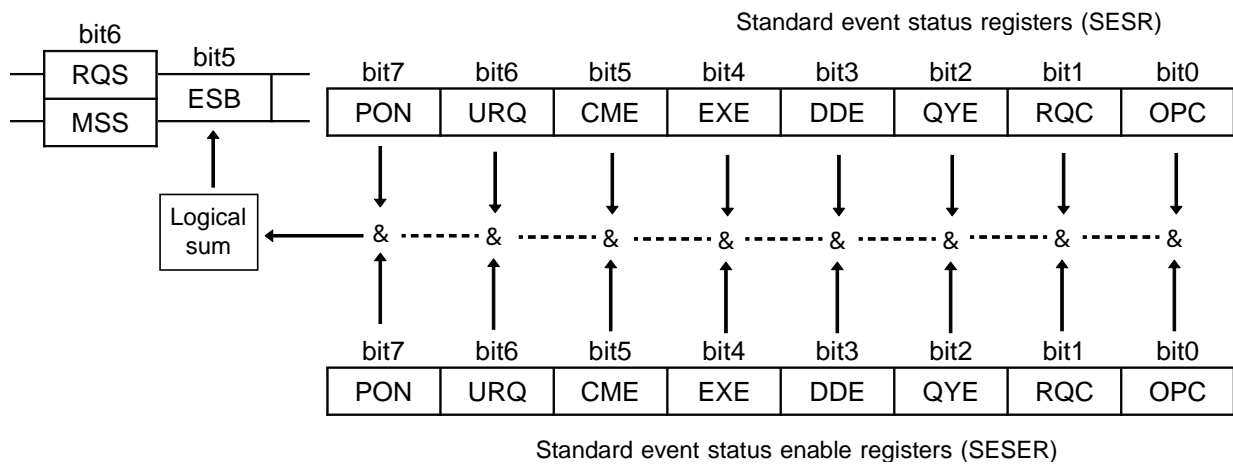 Standard event status registers (SESR)
bit6
RQS
MSS
bit5
ESB
bit7 bit6 bit5 bit4 bit3 bit2 bit1 bit0
PON URQ CME EXE DDE QYE RQC OPC
Logical
sum
& & & & & & & &
bit7 bit6 bit5 bit4 bit3 bit2 bit1 bit0
PON URQ CME EXE DDE QYE RQC OPC
Standard event status enable registers (SESER)